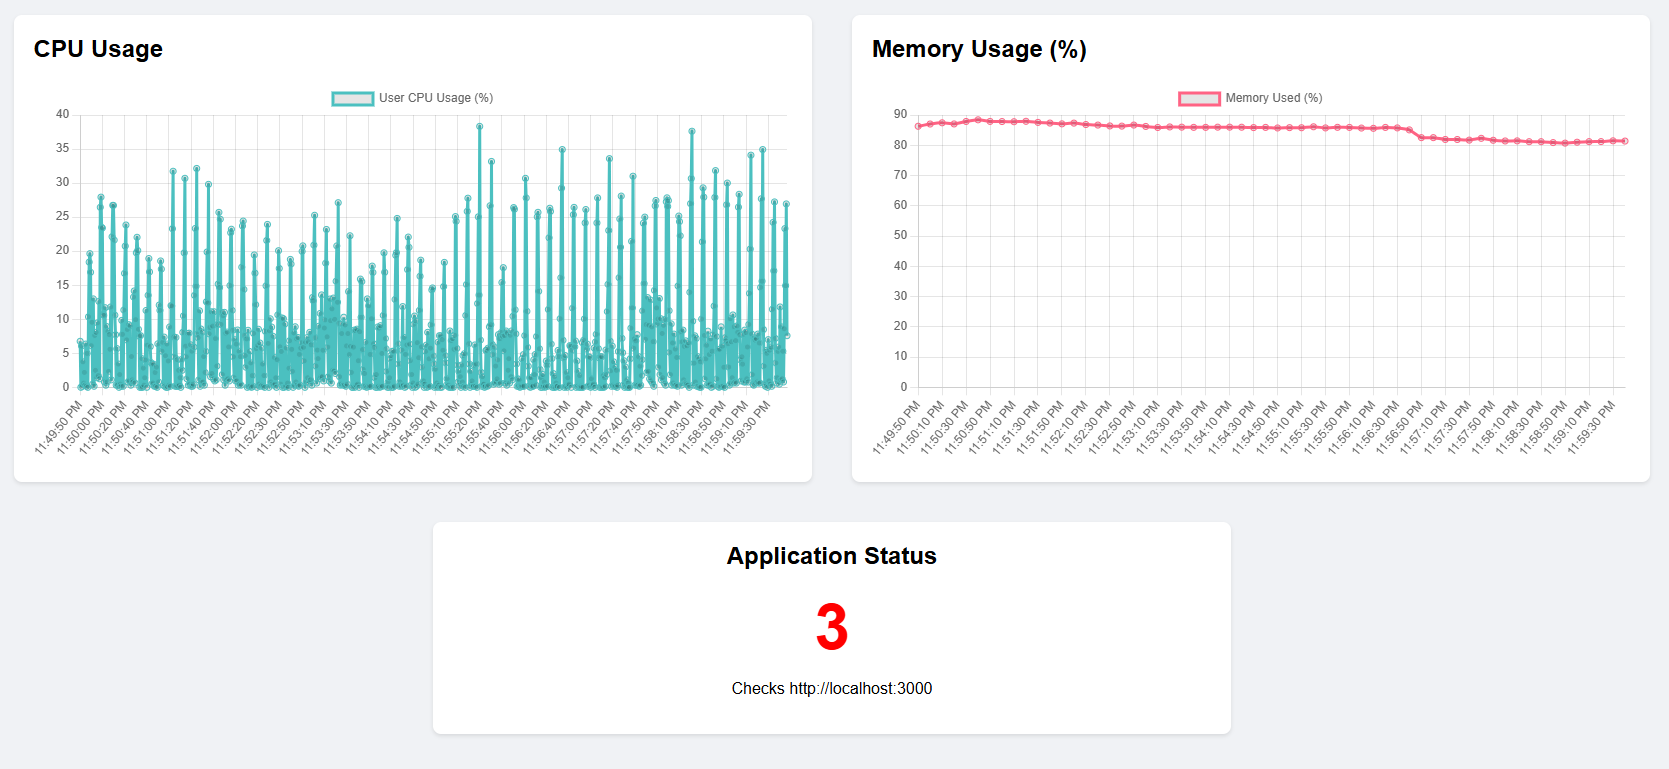 CPU Usage
User CPU Usage (%)
40
35
30
25
20
15
10
5
0
11:49:50 PM
11:50:00 PM
11:50:20 PM
11:50:40 PM
11:51:00 PM
11:51:20 PM
11:51:40 PM
11:52:00 PM
11:52:20 PM
11:52:30 PM
11:52:50 PM
11:53:10 PM
11:53:30 PM
11:53:50 PM
11:54:10 PM
11:54:30 PM
11:54:50 PM
11:55:10 PM
11:55:20 PM
11:55:40 PM
11:56:00 PM
11:56:20 PM
11:56:40 PM
11:57:00 PM
11:57:20 PM
11:57:40 PM
11:57:50 PM
11:58:10 PM
11:58:30 PM
11:58:50 PM
11:59:10 PM
11:59:30 PM
Memory Usage (%)
Memory Used (%)
90
80
70
60
50
40
30
20
10
0
11:49:50 PM
11:50:10 PM
11:50:30 PM
11:50:50 PM
11:51:10 PM
11:51:30 PM
11:51:50 PM
11:52:10 PM
11:52:30 PM
11:52:50 PM
11:53:10 PM
11:53:30 PM
11:53:50 PM
11:54:10 PM
11:54:30 PM
11:54:50 PM
11:55:10 PM
11:55:30 PM
11:55:50 PM
11:56:10 PM
11:56:30 PM
11:56:50 PM
11:57:10 PM
11:57:30 PM
11:57:50 PM
11:58:10 PM
11:58:30 PM
11:58:50 PM
11:59:10 PM
11:59:30 PM
Application Status
3
Checks http://localhost:3000